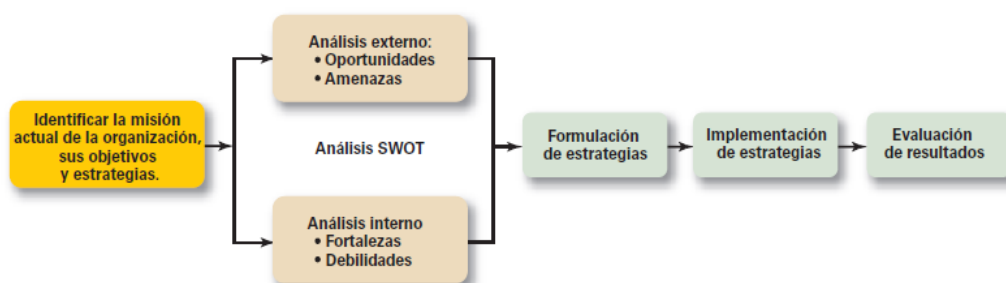 Identificar la misión
actual de la organización,
sus objetivos
y estrategias.
Análisis externo:
• Oportunidades
• Amenazas
Análisis SWOT
Análisis interno
• Fortalezas
• Debilidades
Formulación
de estrategias
Implementación
de estrategias
Evaluación
de resultados